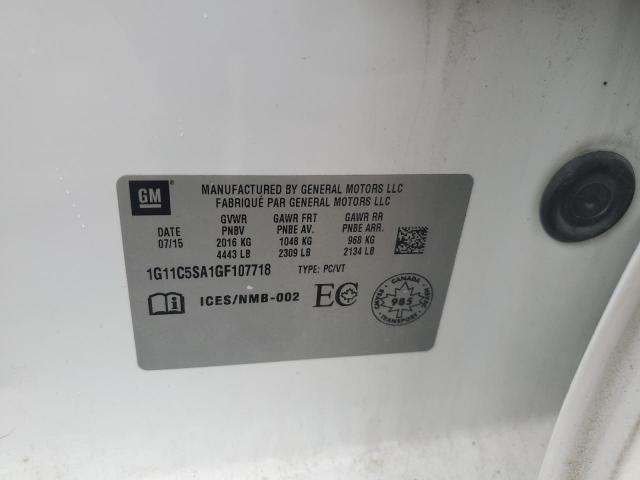 GM
MANUFACTURED BY GENERAL MOTORS LLC
FABRIQUÉ PAR GENERAL MOTORS LLC
DATE
07/15
GVWR
PNBV
2016 KG
4443 LB
GAWR FRT
PNBE AV.
1048 KG
2309 LB
GAWR RR
PNBE ARR.
968 KG
2134 LB
1G11C5SA1GF107718 TYPE: PC/VT
ICES/NMB-002 EC
CANADA
985
TRANSPORT